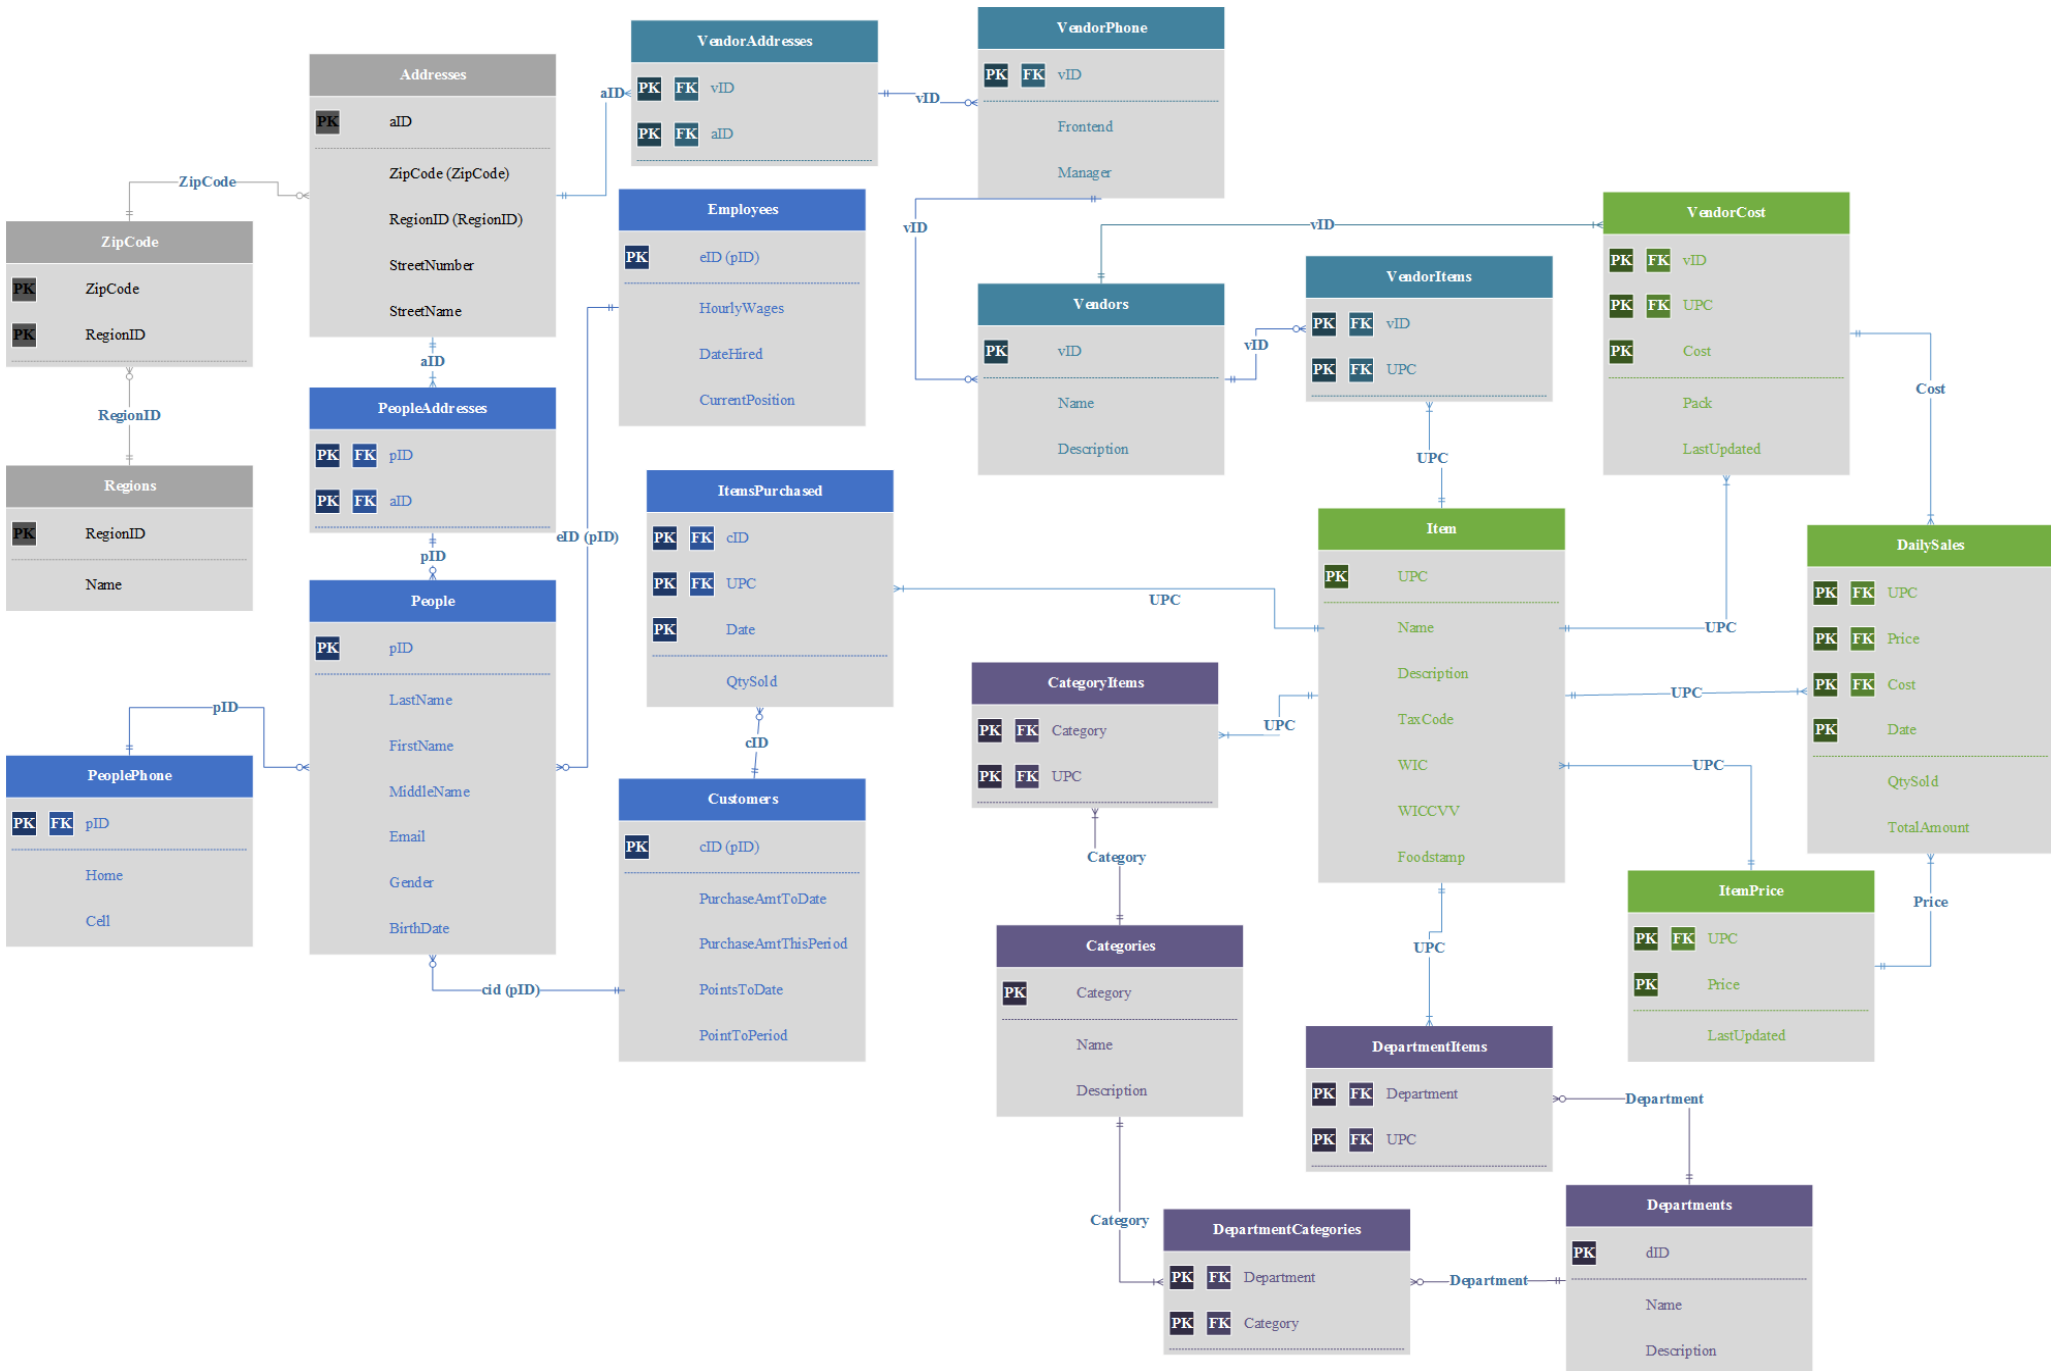 VendorAddresses
PK FK vID
PK FK aID
VendorPhone
PK FK vID
Frontend
Manager
Addresses
PK aID
ZipCode (ZipCode)
RegionID (RegionID)
StreetNumber
StreetName
aID
vID
ZipCode
ZipCode
PK ZipCode
PK RegionID
Employees
PK eID (pID)
HourlyWages
DateHired
CurrentPosition
vID
vID
VendorCost
PK FK vID
PK FK UPC
PK Cost
Pack
LastUpdated
Vendors
PK vID
Name
Description
vID
VendorItems
PK FK vID
PK FK UPC
aID
Cost
RegionID
PeopleAddresses
PK FK pID
PK FK aID
UPC
Regions
PK RegionID
Name
ItemsPurchased
PK FK cID
PK FK UPC
PK Date
QtySold
eID (pID)
pID
People
PK pID
LastName
FirstName
MiddleName
Email
Gender
BirthDate
UPC
Item
PK UPC
Name
Description
TaxCode
WIC
WICCVV
Foodstamp
UPC
DailySales
PK FK UPC
PK FK Price
PK FK Cost
PK Date
QtySold
TotalAmount
UPC
pID
PeoplePhone
PK FK pID
Home
Cell
cID
Customers
PK cID (pID)
PurchaseAmtToDate
PurchaseAmtThisPeriod
PointsToDate
PointToPeriod
cid (pID)
CategoryItems
PK FK Category
PK FK UPC
UPC
UPC
Category
Categories
PK Category
Name
Description
UPC
ItemPrice
PK FK UPC
PK Price
LastUpdated
Price
DepartmentItems
PK FK Department
PK FK UPC
Department
Category
DepartmentCategories
PK FK Department
PK FK Category
Department
Departments
PK dID
Name
Description